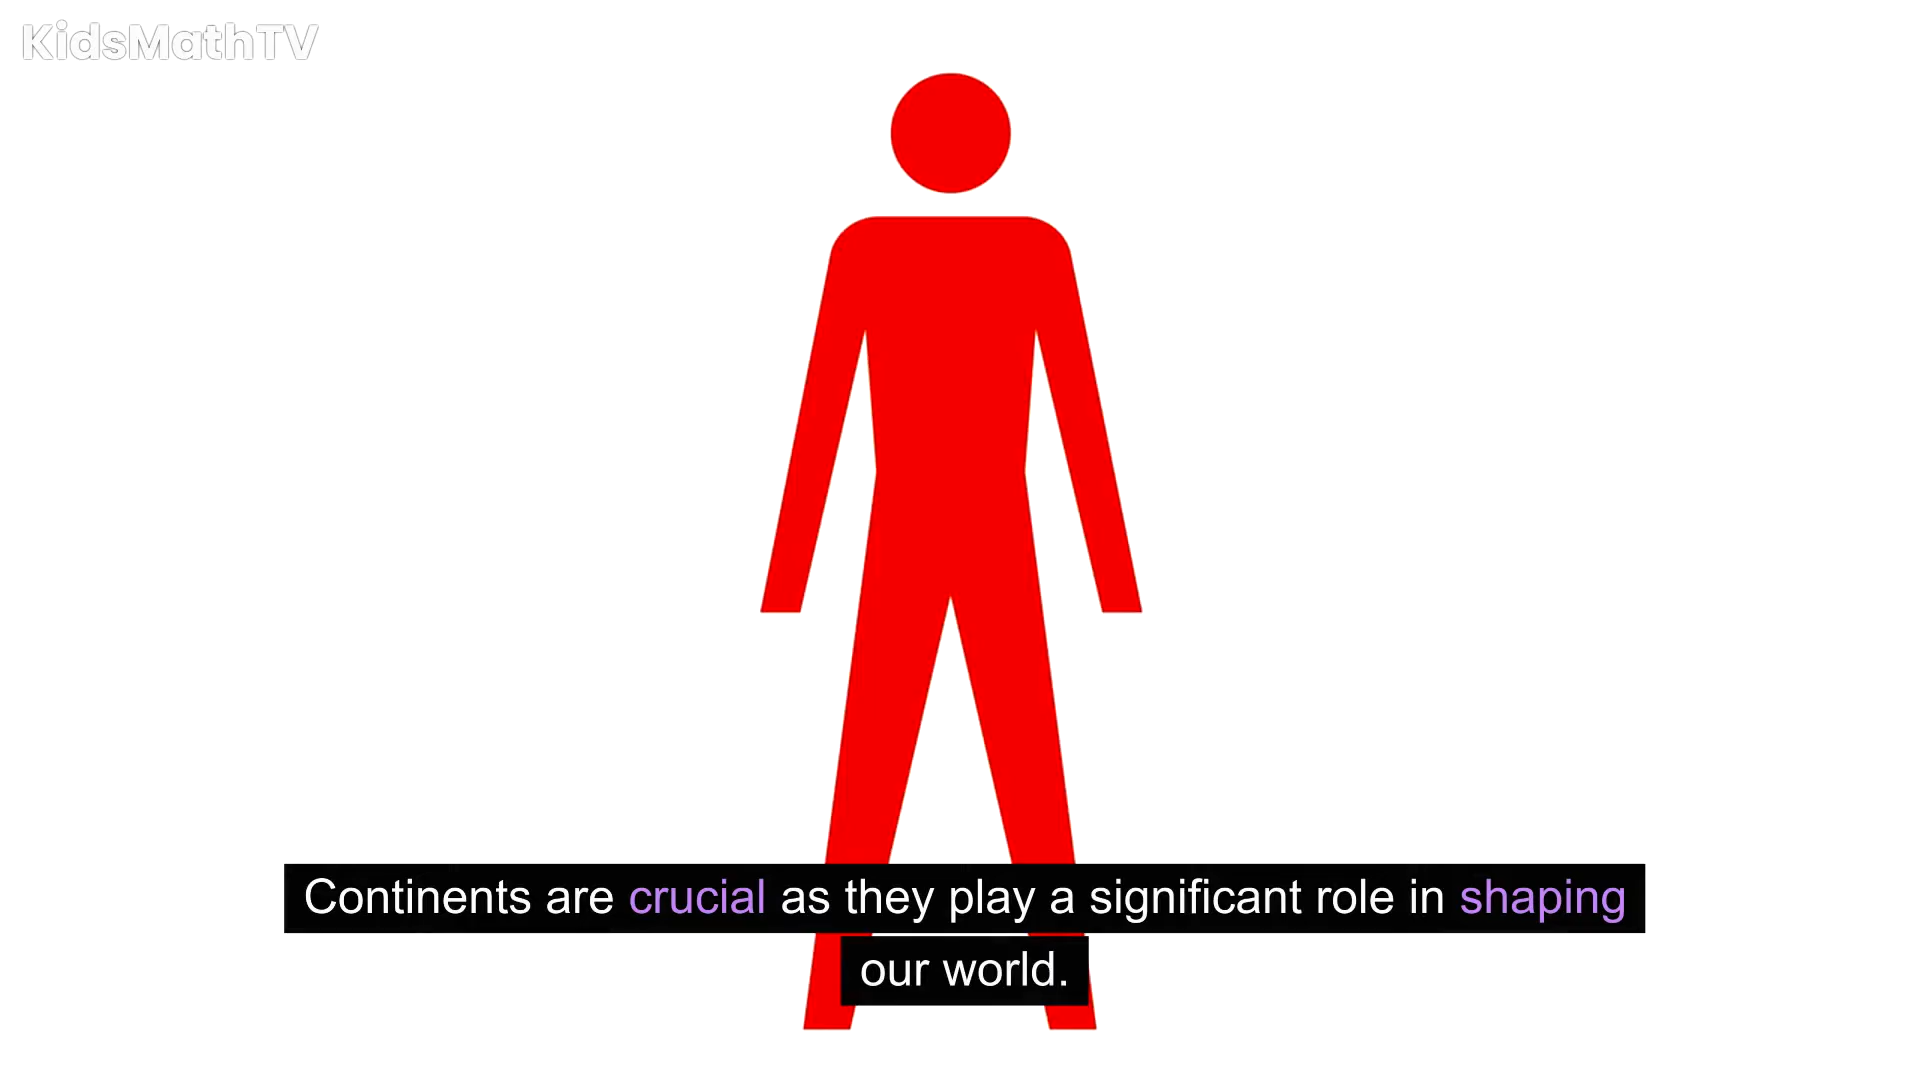 KidsMathTV
Continents are crucial as they play a significant role in shaping
our world.